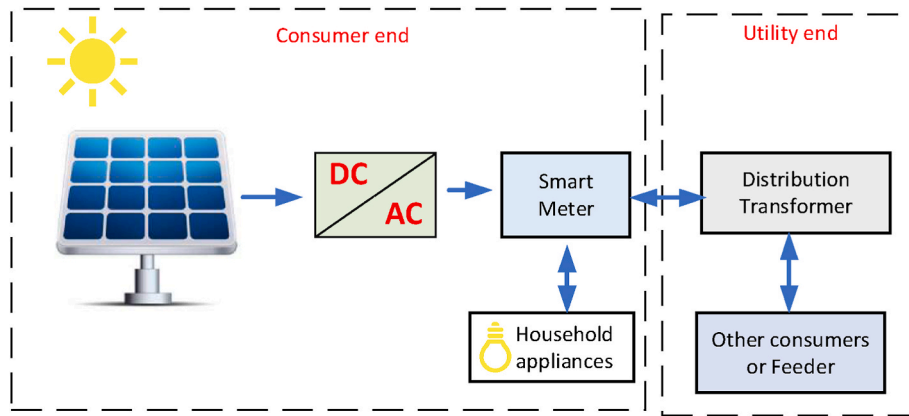 Consumer end
Utility end
DC
AC
Smart
Meter
Distribution
Transformer
Household
appliances
Other consumers
or Feeder